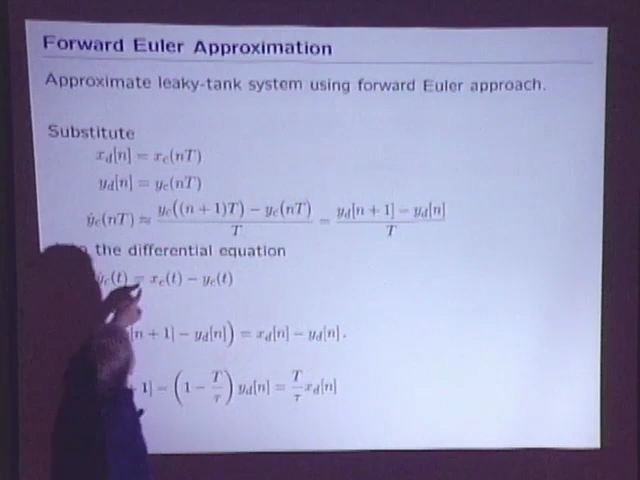 Forward Euler Approximation
Approximate leaky-tank system using forward Euler approach.
Substitute
x_d[n] = x_c(nT)
y_d[n] = y_c(nT)
ẏ_c(nT) ≈ (y_c((n + 1)T) − y_c(nT)) / T = (y_d[n + 1] − y_d[n]) / T
the differential equation
ẏ_c(t) = x_c(t) − y_c(t)
[n + 1] − y_d[n]) = x_d[n] − y_d[n].
+ 1] − (1 − T/τ) y_d[n] = T/τ x_d[n]